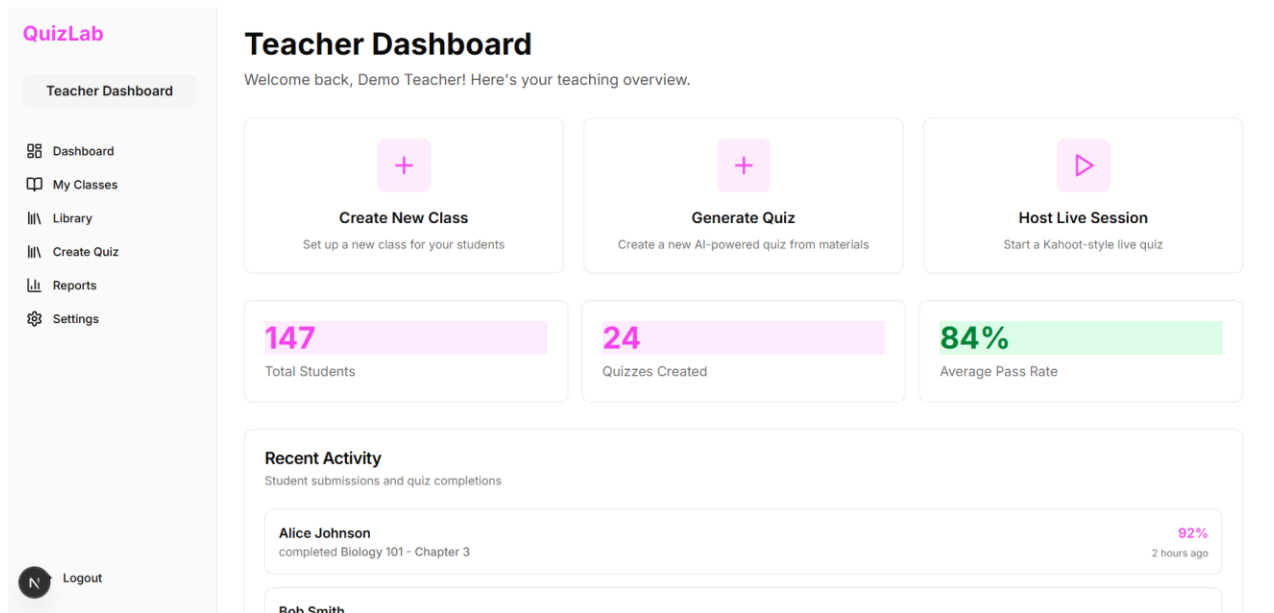 QuizLab
Teacher Dashboard
Dashboard
My Classes
Library
Create Quiz
Reports
Settings
N
Logout
Teacher Dashboard
Welcome back, Demo Teacher! Here's your teaching overview.
Create New Class
Set up a new class for your students
Generate Quiz
Create a new AI-powered quiz from materials
Host Live Session
Start a Kahoot-style live quiz
147
Total Students
24
Quizzes Created
84%
Average Pass Rate
Recent Activity
Student submissions and quiz completions
Alice Johnson
92%
completed Biology 101 - Chapter 3
2 hours ago
Bob Smith